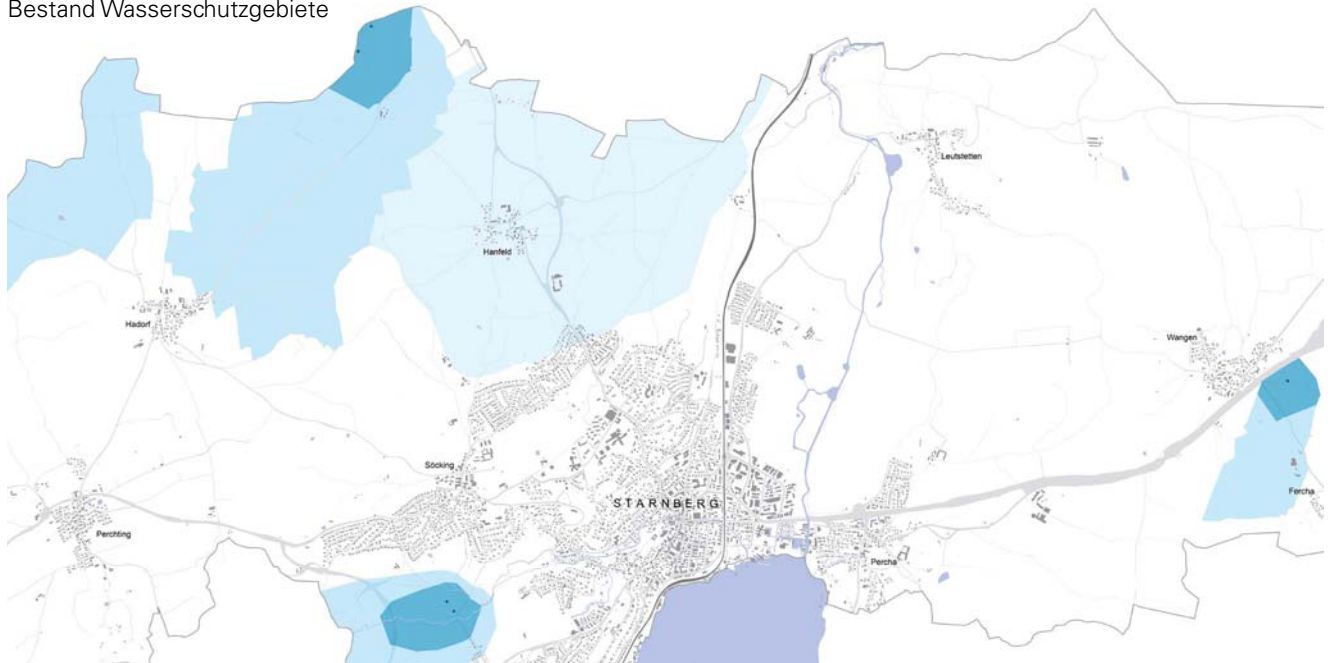 Bestand Wasserschutzgebiete
Leutstetten
Hanfeld
Hadorf
Wangen
Söcking
STARNBERG
Fercha
Perchting
Percha